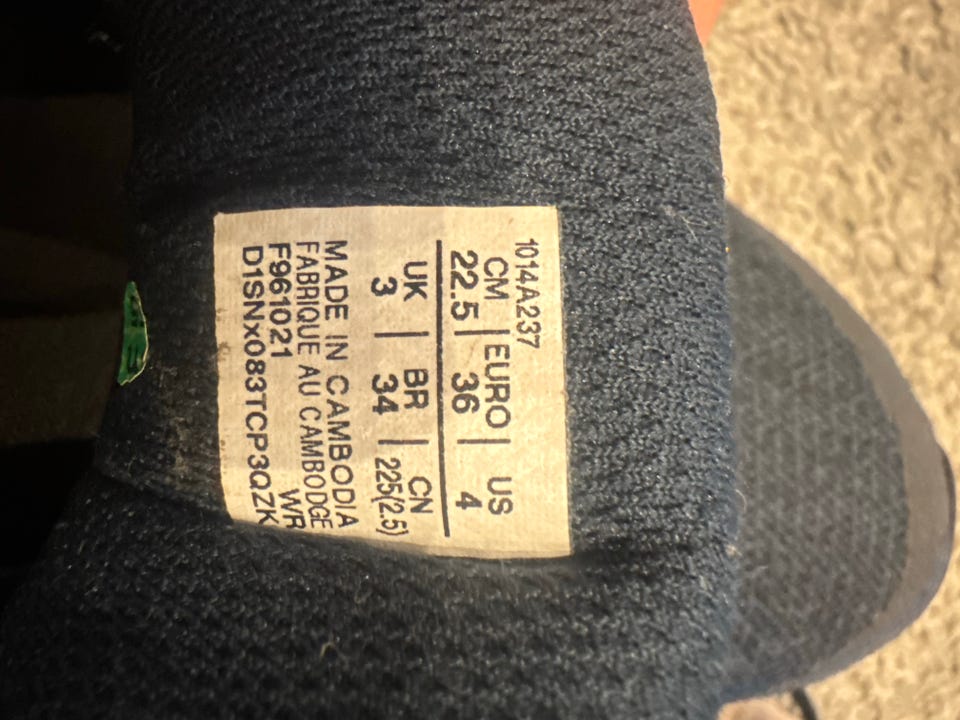 1014A237
CM | EURO | US
22.5 | 36 | 4
UK | BR | CN
3 | 34 | 225(2.5)
MADE IN CAMBODIA
FABRIQUE AU CAMBODGE
F961021 WR
D1SNx083TCP3QZK